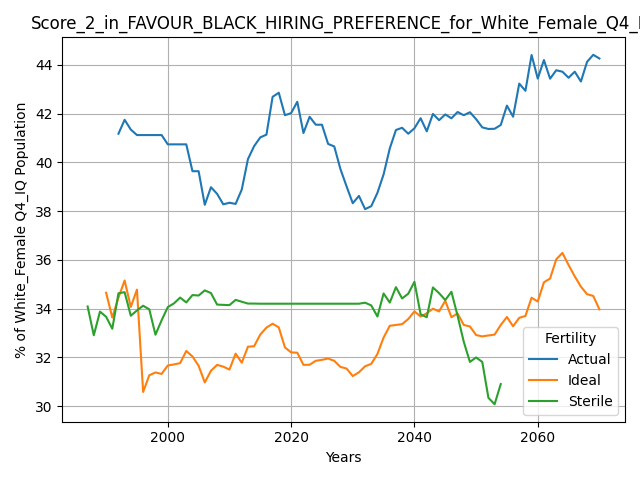 Score_2_in_FAVOUR_BLACK_HIRING_PREFERENCE_for_White_Female_Q4_
% of White_Female Q4_IQ Population
44
42
40
38
36
34
32
30
2000 2020 2040 2060
Years
Fertility
Actual
Ideal
Sterile